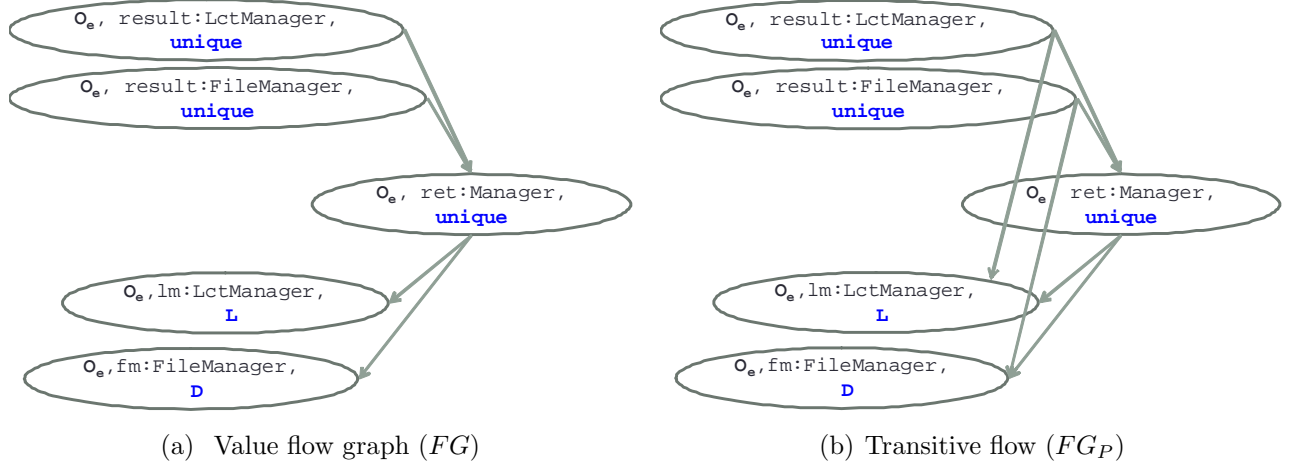 Oe, result:LctManager,
unique
Oe, result:FileManager,
unique
Oe, ret:Manager,
unique
Oe,lm:LctManager,
L
Oe,fm:FileManager,
D
(a) Value flow graph (FG)
Oe, result:LctManager,
unique
Oe, result:FileManager,
unique
Oe, ret:Manager,
unique
Oe,lm:LctManager,
L
Oe,fm:FileManager,
D
(b) Transitive flow (FGP)